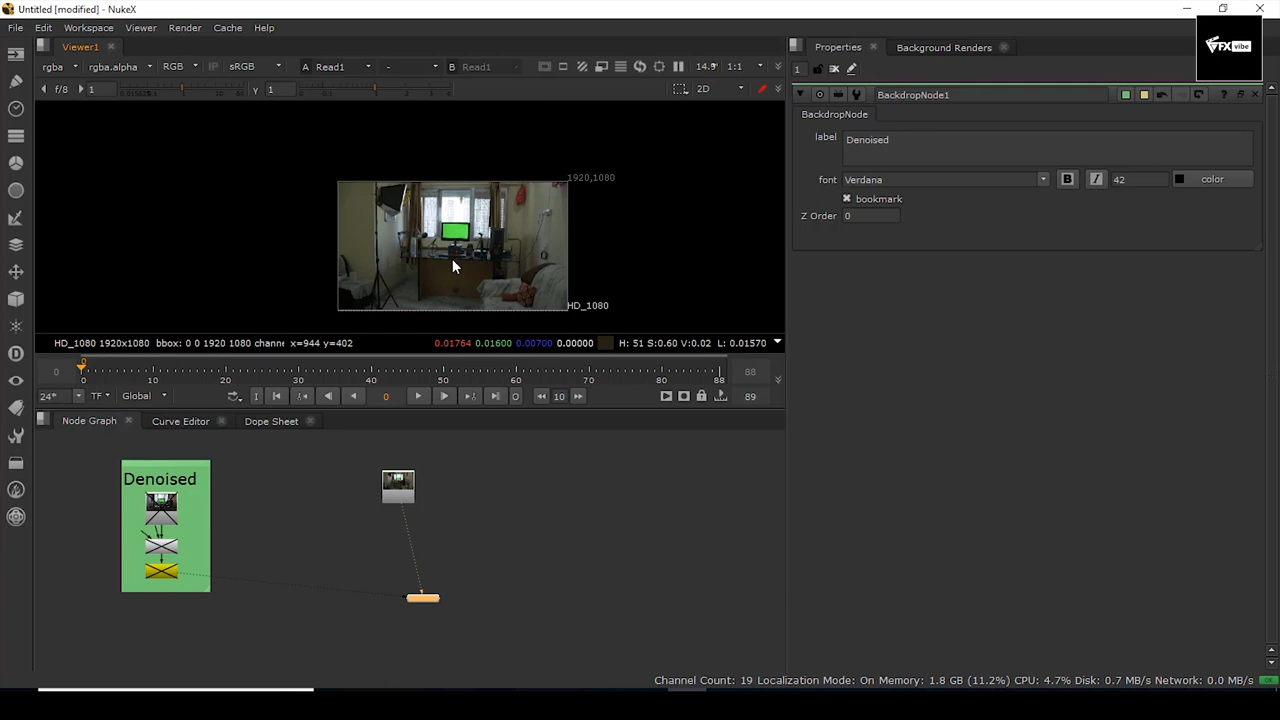 Untitled [modified] - NukeX
File Edit Workspace Viewer Render Cache Help
VFXvibe
Viewer1
Properties Background Renders
rgba rgba.alpha RGB IP sRGB A Read1 - B Read1 14.9 1:1
1
f/8 1 γ 1 2D
BackdropNode1
BackdropNode
label Denoised
font Verdana B I 42 color
bookmark
Z Order 0
1920,1080
HD_1080
HD_1080 1920x1080 bbox: 0 0 1920 1080 channe x=944 y=402 0.01764 0.01600 0.00700 0.00000 H: 51 S:0.60 V:0.02 L: 0.01570
0
0 0 10 20 30 40 50 60 70 80 88 88
24* TF Global I 0 O 10 89
Node Graph Curve Editor Dope Sheet
Denoised
Channel Count: 19 Localization Mode: On Memory: 1.8 GB (11.2%) CPU: 4.7% Disk: 0.7 MB/s Network: 0.0 MB/s